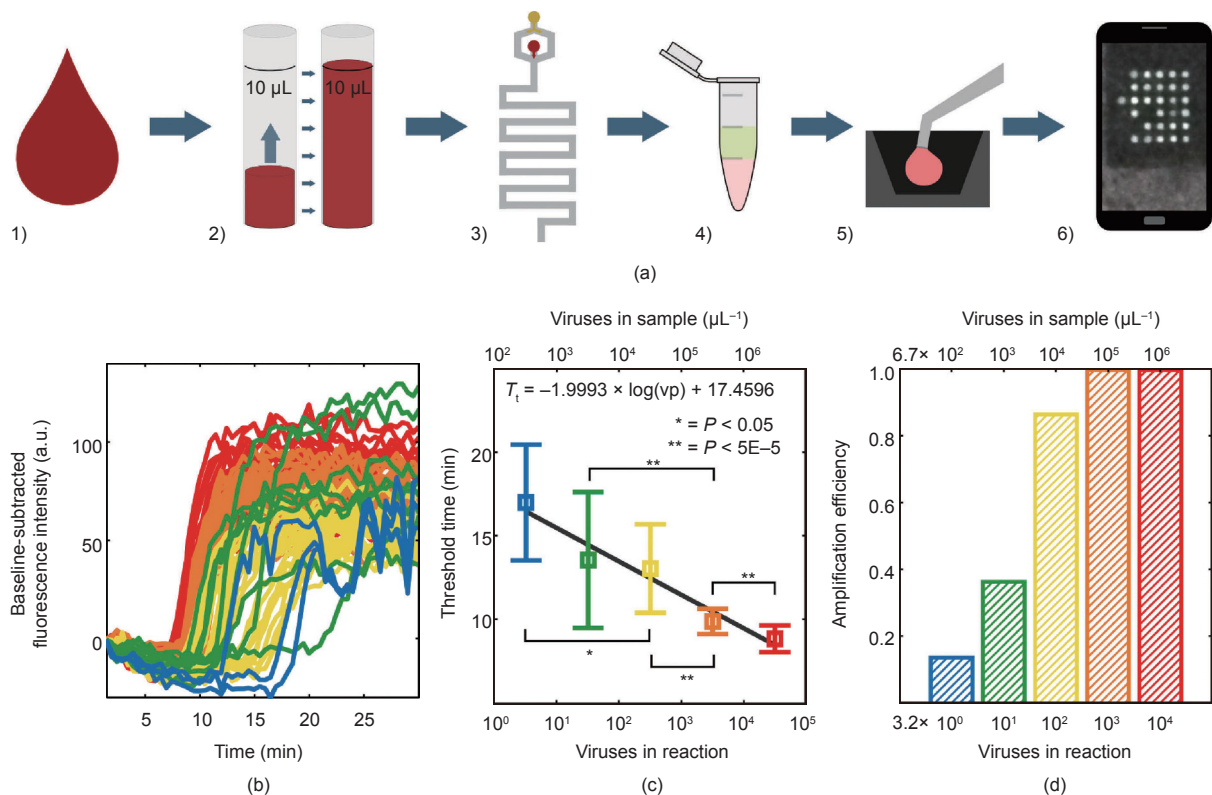 10 µL
10 µL
1)
2)
3)
4)
5)
6)
(a)
Baseline-subtracted
fluorescence intensity (a.u.)
100
50
0
5
10
15
20
25
Time (min)
(b)
Viruses in sample (µL⁻¹)
10²
10³
10⁴
10⁵
10⁶
Tₜ = –1.9993 × log(vp) + 17.4596
* = P < 0.05
** = P < 5E–5
**
**
*
**
Threshold time (min)
20
15
10
10⁰
10¹
10²
10³
10⁴
10⁵
Viruses in reaction
(c)
Viruses in sample (µL⁻¹)
6.7×
10²
10³
10⁴
10⁵
10⁶
Amplification efficiency
1.0
0.8
0.6
0.4
0.2
3.2×
10⁰
10¹
10²
10³
10⁴
Viruses in reaction
(d)